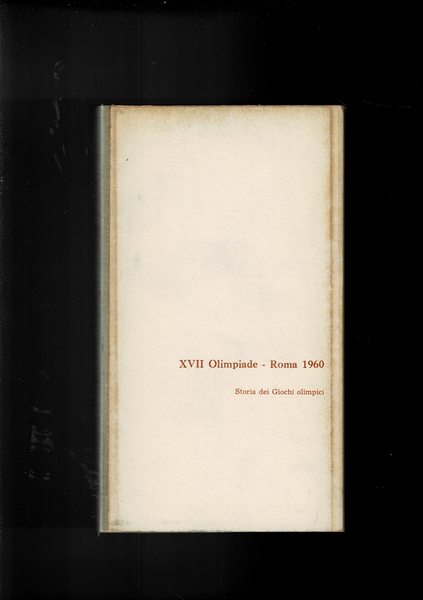 XVII Olimpiade - Roma 1960
Storia dei Giochi olimpici